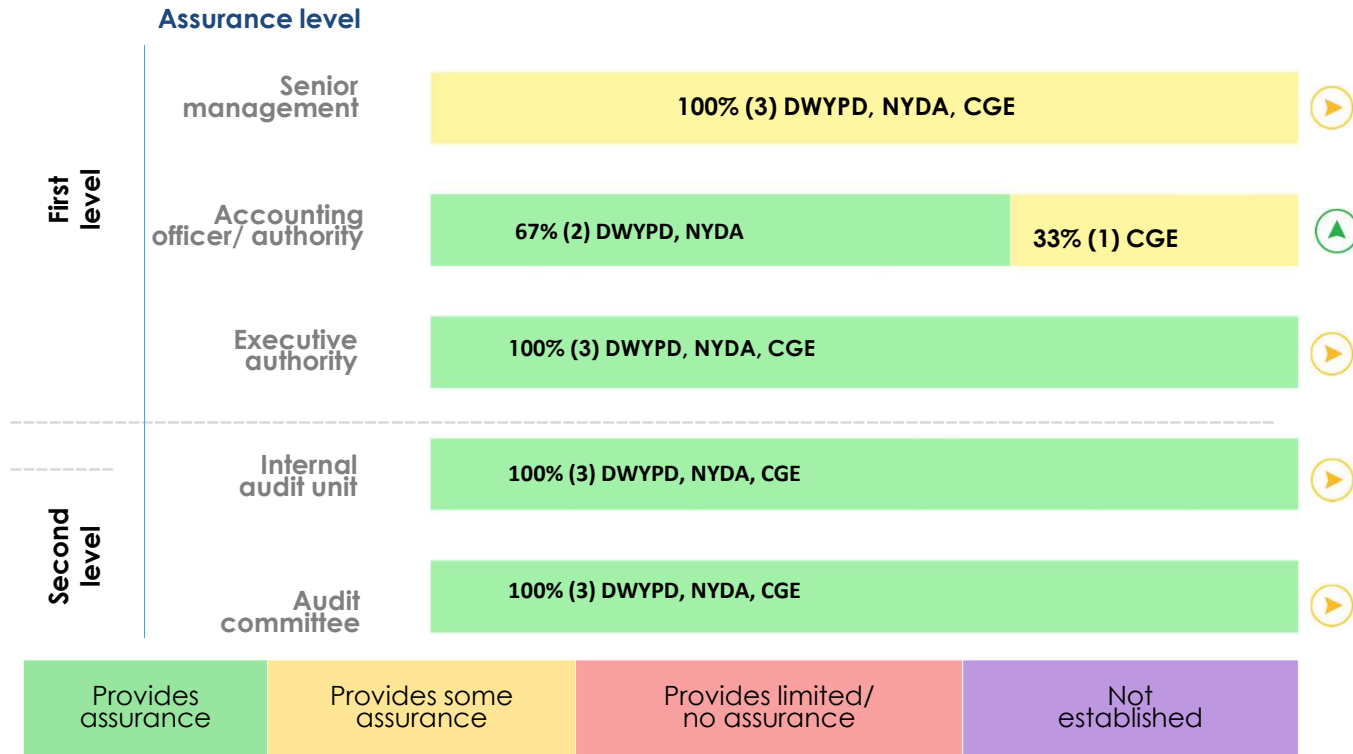 Assurance level
First
level
Senior
management
100% (3) DWYPD, NYDA, CGE
Accounting
officer/ authority
67% (2) DWYPD, NYDA
33% (1) CGE
Executive
authority
100% (3) DWYPD, NYDA, CGE
Second
level
Internal
audit unit
100% (3) DWYPD, NYDA, CGE
Audit
committee
100% (3) DWYPD, NYDA, CGE
Provides
assurance
Provides some
assurance
Provides limited/
no assurance
Not
established